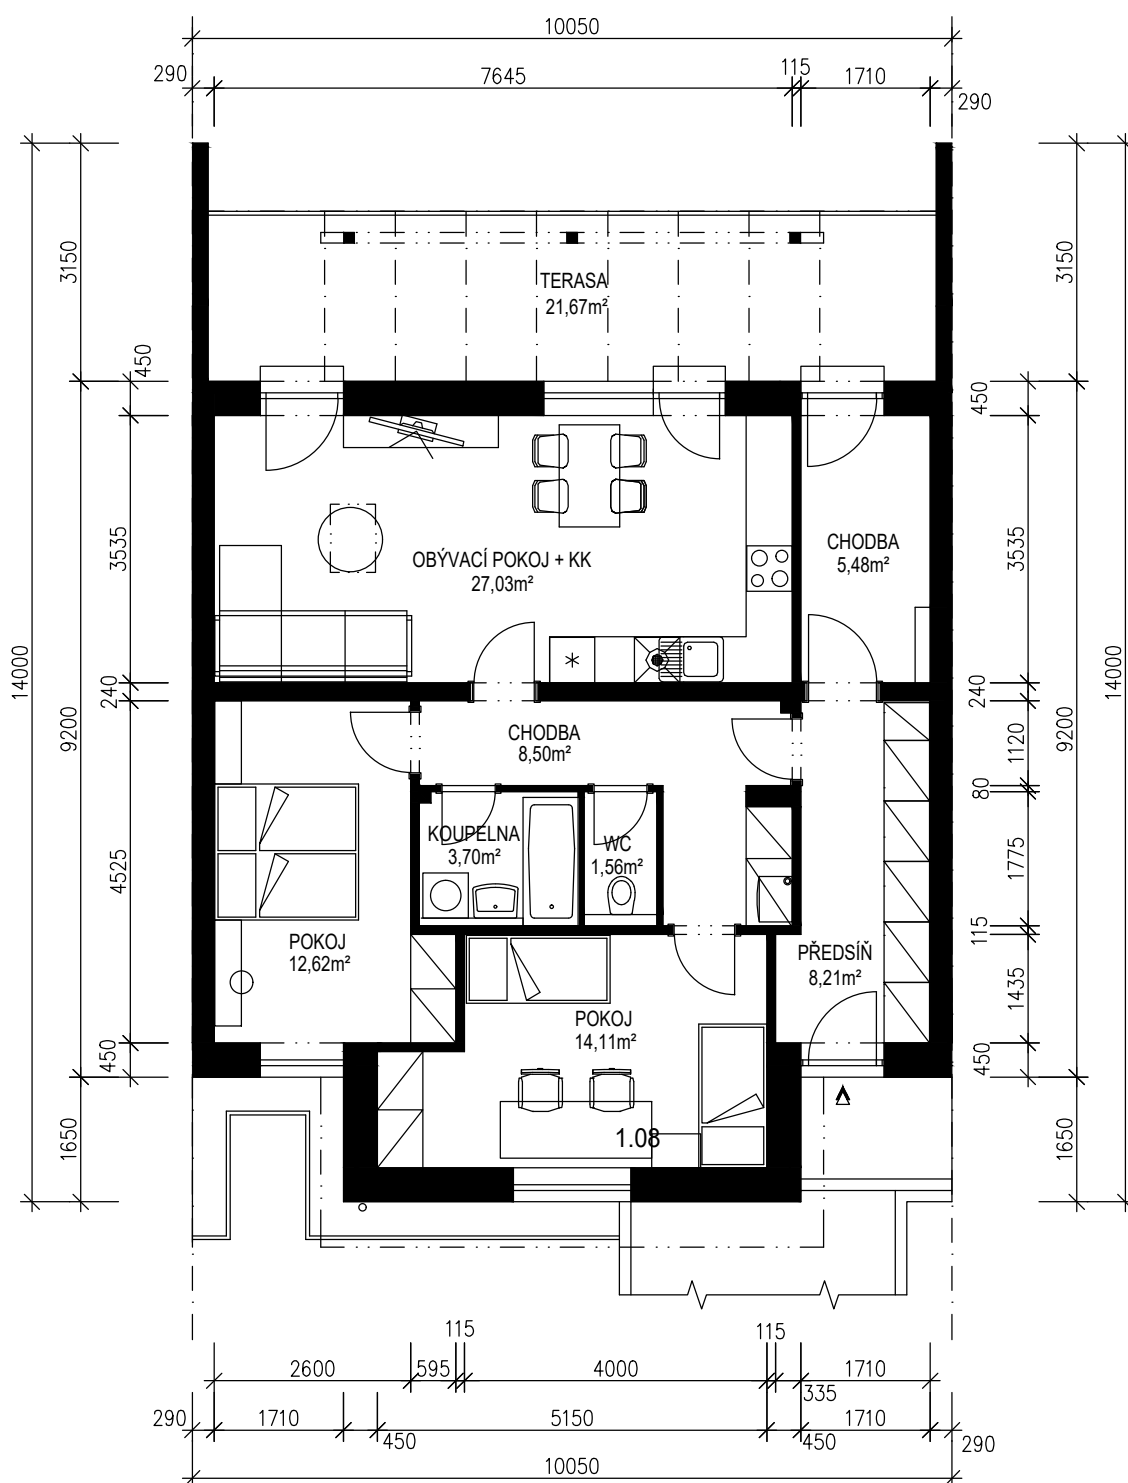 10050
290
7645
115
1710
290
3150
3150
TERASA
21,67m²
450
450
3535
OBÝVACÍ POKOJ + KK
27,03m²
CHODBA
5,48m²
3535
14000
9200
240
240
14000
9200
CHODBA
8,50m²
1120
80
4525
KOUPELNA
3,70m²
WC
1,56m²
1775
115
POKOJ
12,62m²
PŘEDSÍŇ
8,21m²
1435
POKOJ
14,11m²
450
450
1650
1.08
1650
115
115
2600
595
4000
335
1710
290
1710
450
5150
450
1710
290
10050